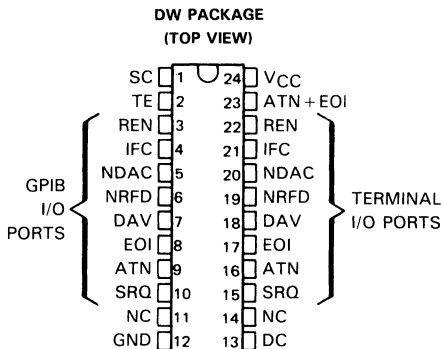 DW PACKAGE
(TOP VIEW)
SC 1 24 VCC
TE 2 23 ATN + EOI
REN 3 22 REN
IFC 4 21 IFC
NDAC 5 20 NDAC
NRFD 6 19 NRFD
DAV 7 18 DAV
EOI 8 17 EOI
ATN 9 16 ATN
SRQ 10 15 SRQ
NC 11 14 NC
GND 12 13 DC
GPIB
I/O
PORTS
TERMINAL
I/O PORTS